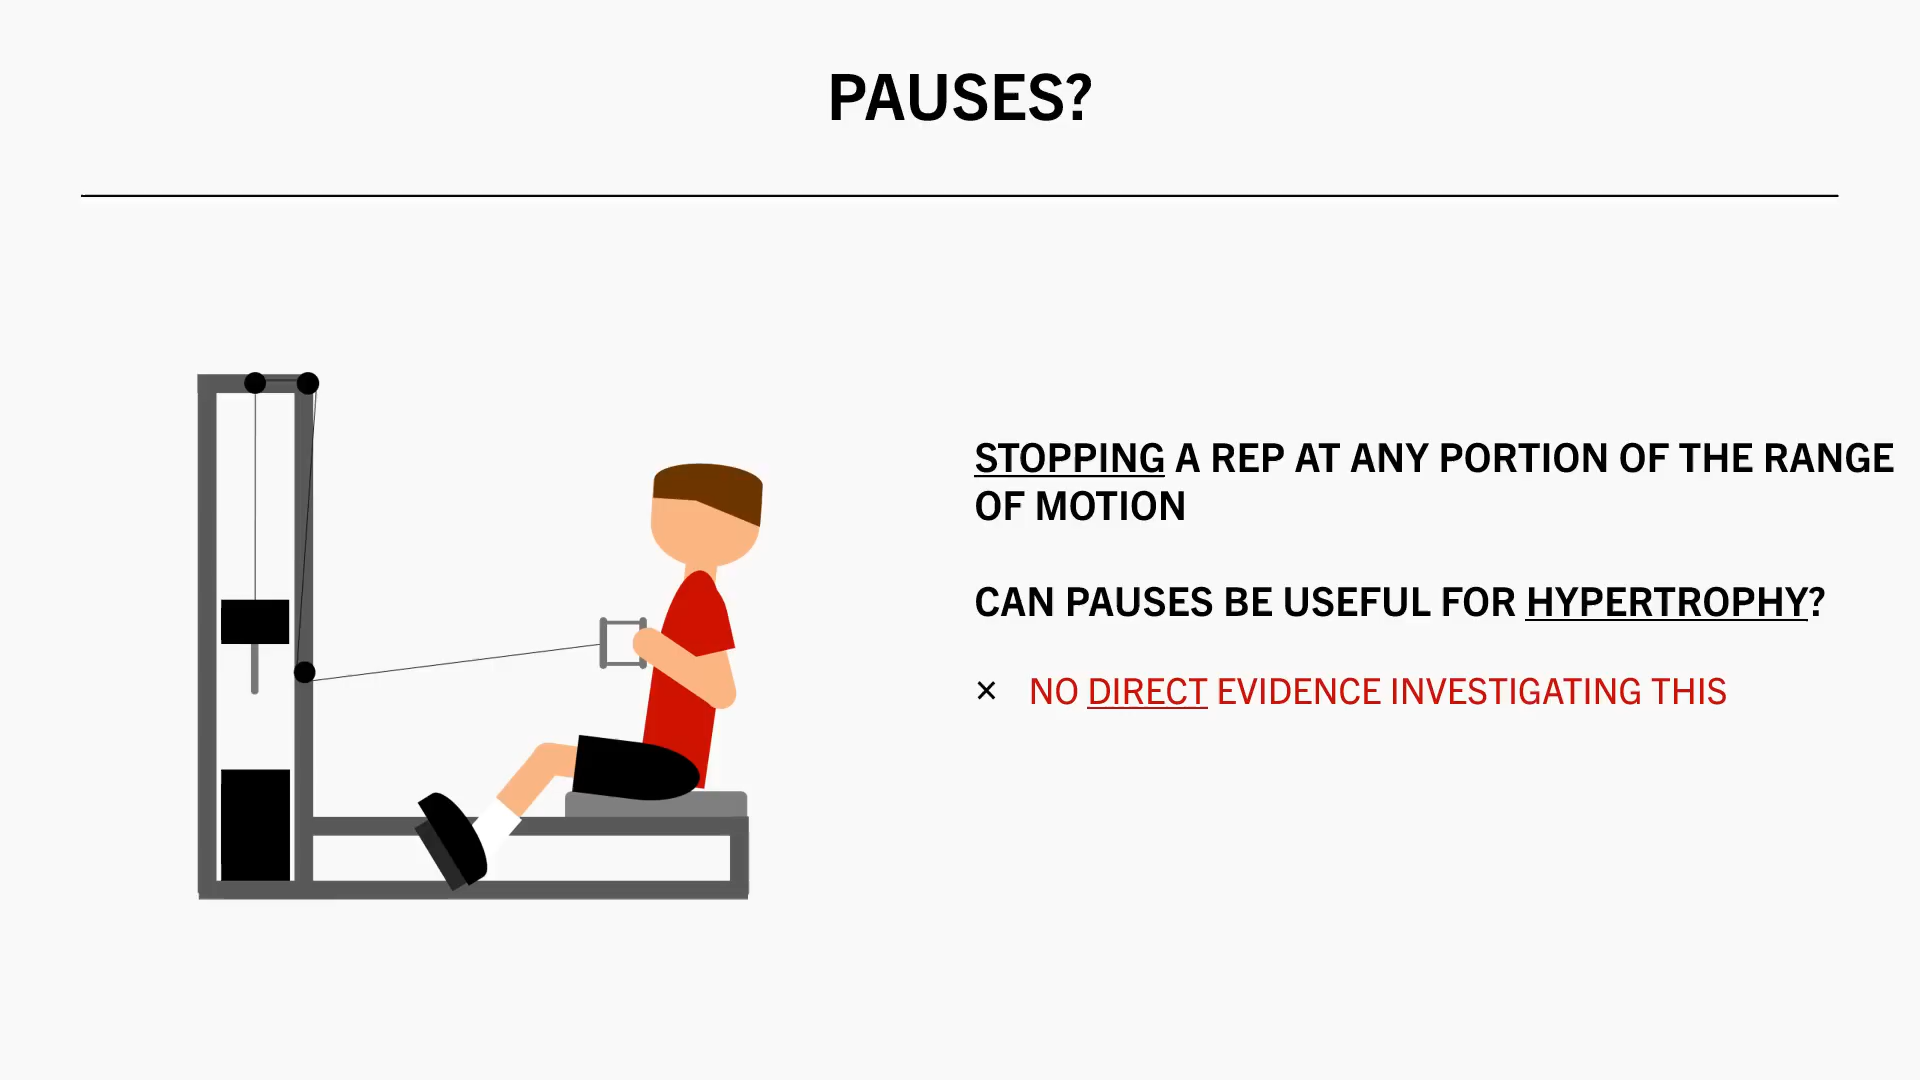 PAUSES?
STOPPING A REP AT ANY PORTION OF THE RANGE
OF MOTION
CAN PAUSES BE USEFUL FOR HYPERTROPHY?
× NO DIRECT EVIDENCE INVESTIGATING THIS